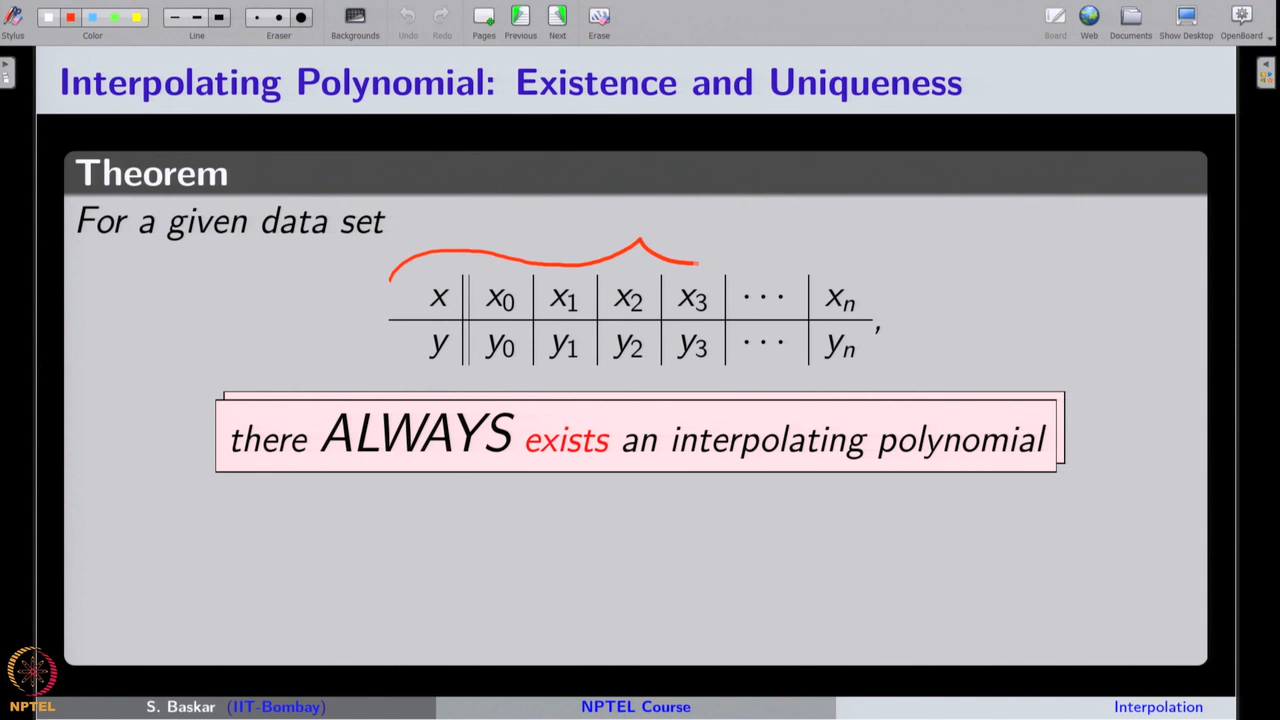 Stylus Color Line Eraser Backgrounds Undo Redo Pages Previous Next Erase Board Web Documents Show Desktop OpenBoard
Interpolating Polynomial: Existence and Uniqueness
Theorem
For a given data set
x x₀ x₁ x₂ x₃ ··· xₙ
y y₀ y₁ y₂ y₃ ··· yₙ ,
there ALWAYS exists an interpolating polynomial
NPTEL
S. Baskar (IIT-Bombay) NPTEL Course Interpolation